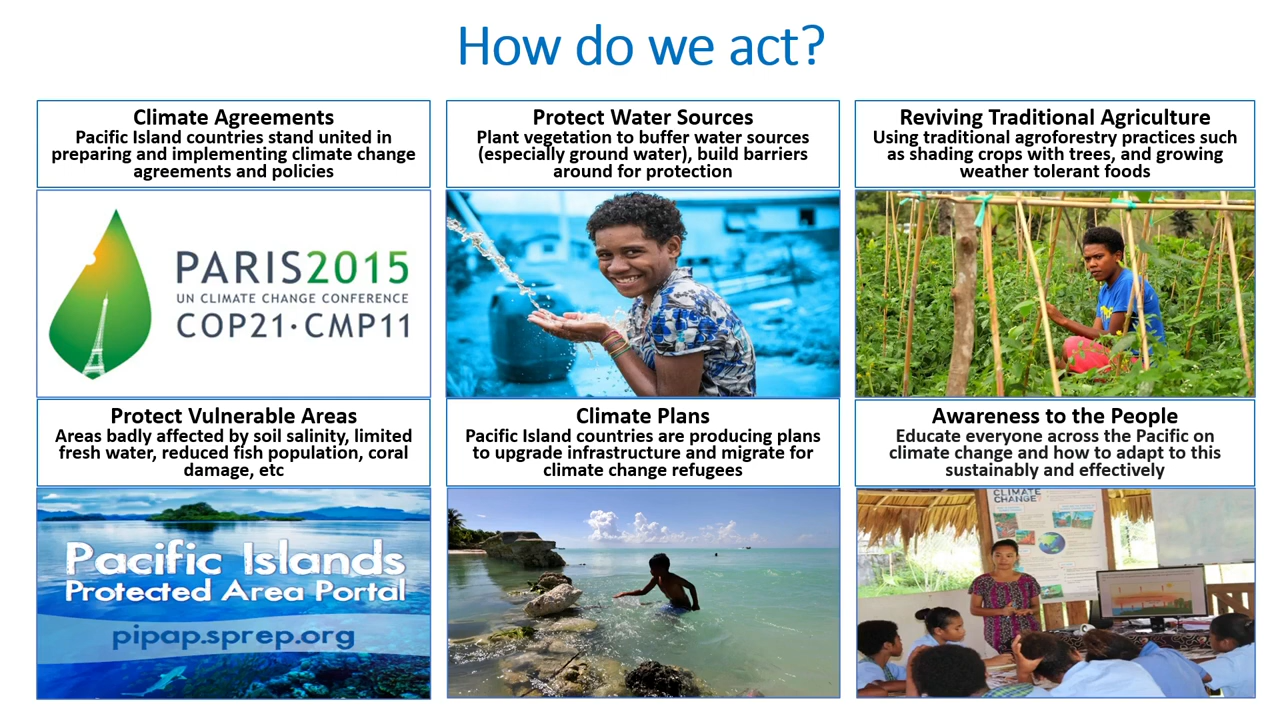 How do we act?
Climate Agreements
Pacific Island countries stand united in
preparing and implementing climate change
agreements and policies
Protect Water Sources
Plant vegetation to buffer water sources
(especially ground water), build barriers
around for protection
Reviving Traditional Agriculture
Using traditional agroforestry practices such
as shading crops with trees, and growing
weather tolerant foods
PARIS2015
UN CLIMATE CHANGE CONFERENCE
COP21·CMP11
Protect Vulnerable Areas
Areas badly affected by soil salinity, limited
fresh water, reduced fish population, coral
damage, etc
Climate Plans
Pacific Island countries are producing plans
to upgrade infrastructure and migrate for
climate change refugees
Awareness to the People
Educate everyone across the Pacific on
climate change and how to adapt to this
sustainably and effectively
Pacific Islands
Protected Area Portal
pipap.sprep.org
CLIMATE
CHANGE?